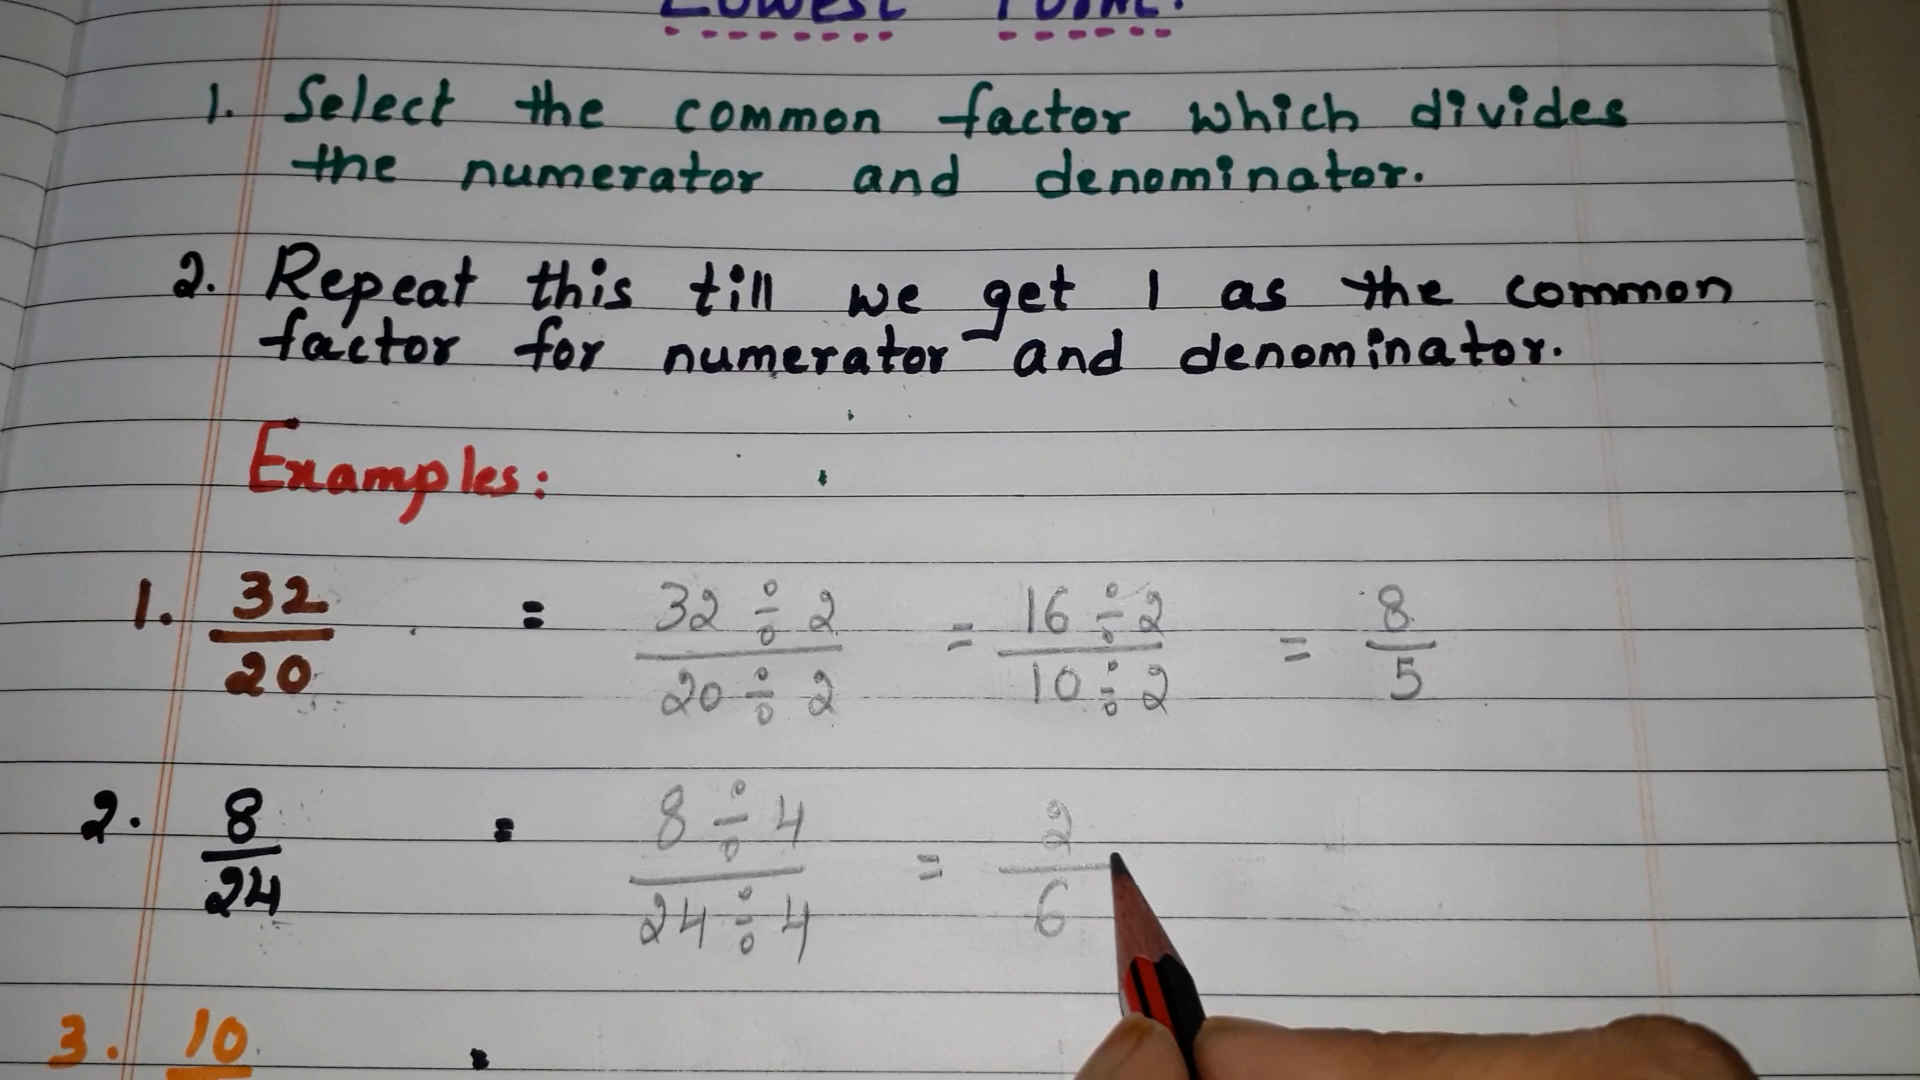 Lowest
1. Select the common factor which divides
the numerator and denominator.
2. Repeat this till we get 1 as the common
factor for numerator and denominator.
Examples:
1. 32/20 = 32 ÷ 2/20 ÷ 2 = 16 ÷ 2/10 ÷ 2 = 8/5
2. 8/24 = 8 ÷ 4/24 ÷ 4 = 2/6
3. 10 =